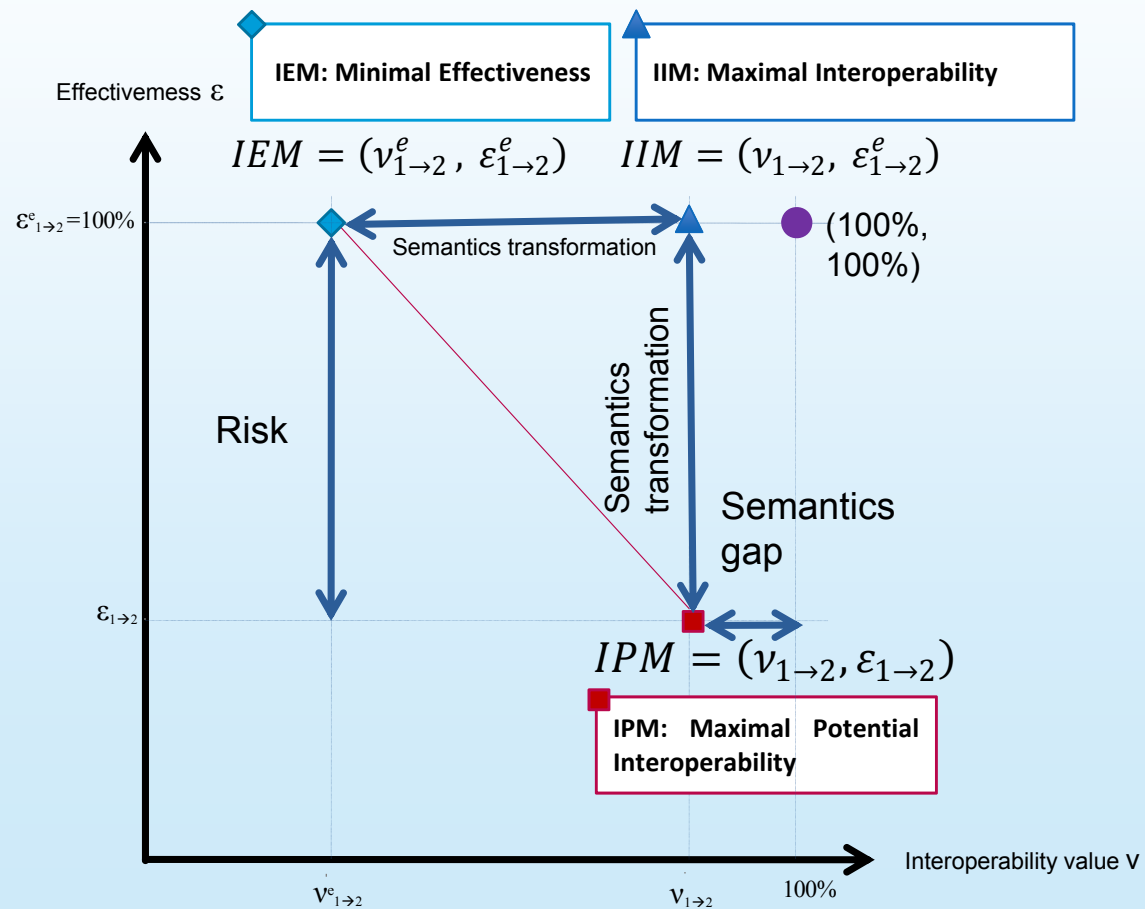 IEM: Minimal Effectiveness
IIM: Maximal Interoperability
Effectivemess ε
IEM = (ν^e_{1→2}, ε^e_{1→2})
IIM = (ν_{1→2}, ε^e_{1→2})
ε^e_{1→2}=100%
Semantics transformation
(100%,
100%)
Semantics
transformation
Risk
Semantics
gap
ε_{1→2}
IPM = (ν_{1→2}, ε_{1→2})
IPM: Maximal Potential
Interoperability
Interoperability value ν
ν^e_{1→2}
ν_{1→2}
100%